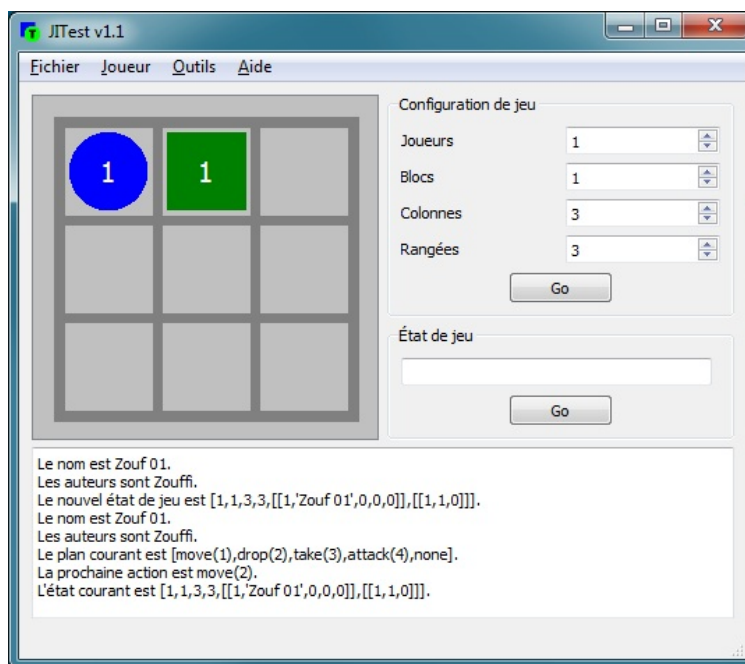 JITest v1.1
Fichier Joueur Outils Aide
1 1
Configuration de jeu
Joueurs 1
Blocs 1
Colonnes 3
Rangées 3
Go
État de jeu
Go
Le nom est Zouf 01.
Les auteurs sont Zouffi.
Le nouvel état de jeu est [1,1,3,3,[[1,'Zouf 01',0,0,0]],[[1,1,0]]].
Le nom est Zouf 01.
Les auteurs sont Zouffi.
Le plan courant est [move(1),drop(2),take(3),attack(4),none].
La prochaine action est move(2).
L'état courant est [1,1,3,3,[[1,'Zouf 01',0,0,0]],[[1,1,0]]].